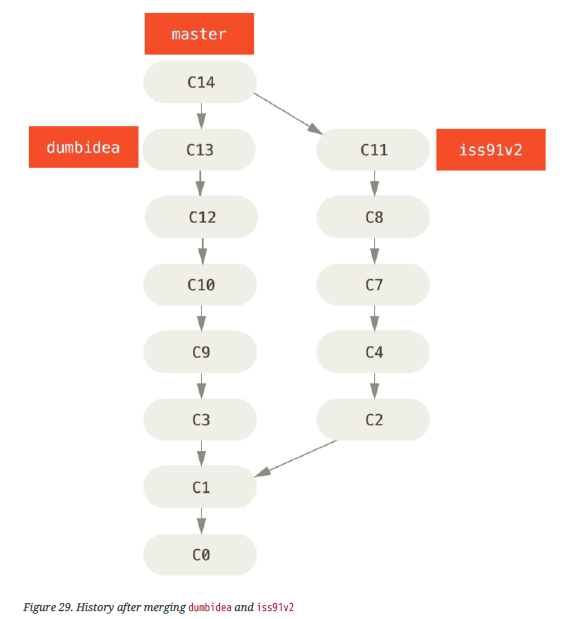 master
C14
dumbidea
C13
C11
iss91v2
C12
C8
C10
C7
C9
C4
C3
C2
C1
C0
Figure 29. History after merging dumbidea and iss91v2